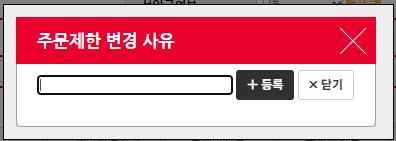 주문제한 변경 사유
+ 등록 × 닫기